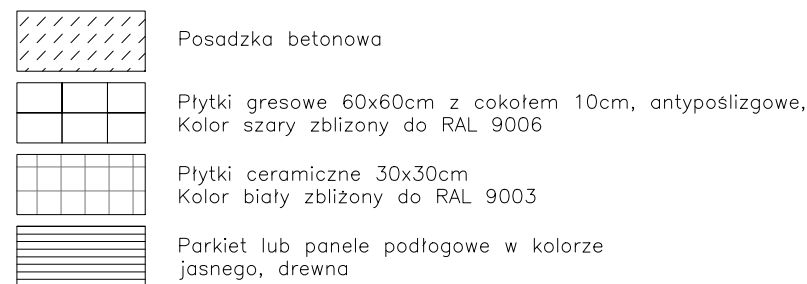 Posadzka betonowa
Płytki gresowe 60x60cm z cokołem 10cm, antypoślizgowe,
Kolor szary zblizony do RAL 9006
Płytki ceramiczne 30x30cm
Kolor biały zbliżony do RAL 9003
Parkiet lub panele podłogowe w kolorze
jasnego, drewna